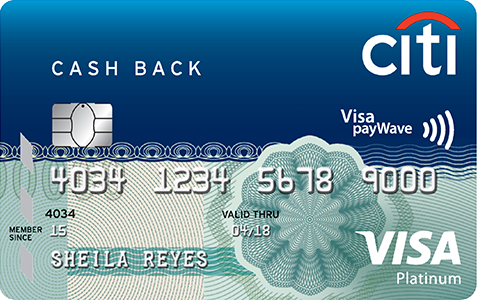 citi
CASH BACK
Visa
payWave
4034 1234 5678 9000
4034
VALID THRU
MEMBER SINCE 15
04/18
SHEILA REYES
VISA
Platinum